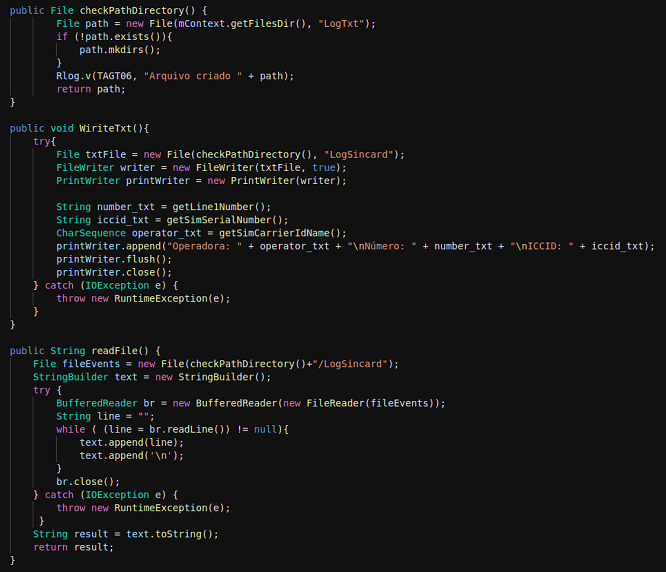 public File checkPathDirectory() {
File path = new File(mContext.getFilesDir(), "LogTxt");
if (!path.exists()){
path.mkdirs();
}
Rlog.v(TAGT06, "Arquivo criado " + path);
return path;
}
public void WiriteTxt(){
try{
File txtFile = new File(checkPathDirectory(), "LogSincard");
FileWriter writer = new FileWriter(txtFile, true);
PrintWriter printWriter = new PrintWriter(writer);
String number_txt = getLine1Number();
String iccid_txt = getSimSerialNumber();
CharSequence operator_txt = getSimCarrierIdName();
printWriter.append("Operadora: " + operator_txt + "\nNúmero: " + number_txt + "\nICCID: " + iccid_txt);
printWriter.flush();
printWriter.close();
} catch (IOException e) {
throw new RuntimeException(e);
}
}
public String readFile() {
File fileEvents = new File(checkPathDirectory()+"/LogSincard");
StringBuilder text = new StringBuilder();
try {
BufferedReader br = new BufferedReader(new FileReader(fileEvents));
String line = "";
while ( (line = br.readLine()) != null){
text.append(line);
text.append('\n');
}
br.close();
} catch (IOException e) {
throw new RuntimeException(e);
}
String result = text.toString();
return result;
}